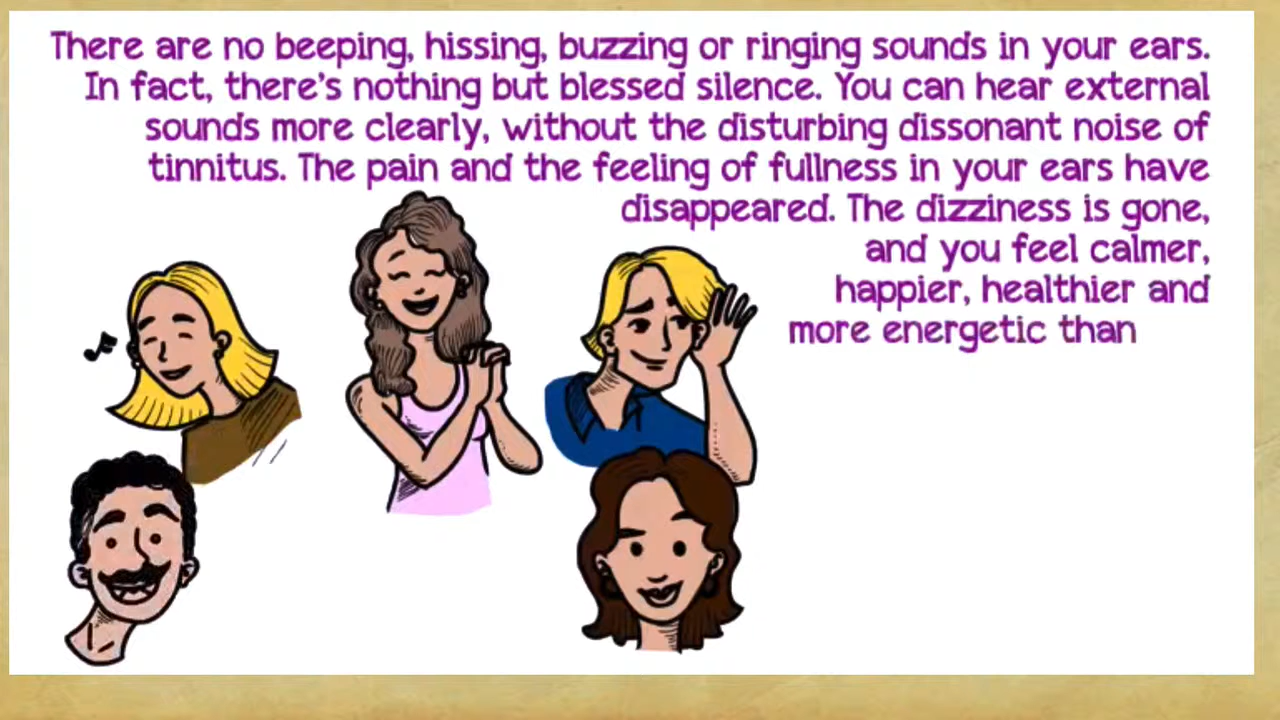 There are no beeping, hissing, buzzing or ringing sounds in your ears.
In fact, there's nothing but blessed silence. You can hear external
sounds more clearly, without the disturbing dissonant noise of
tinnitus. The pain and the feeling of fullness in your ears have
disappeared. The dizziness is gone,
and you feel calmer,
happier, healthier and
more energetic than